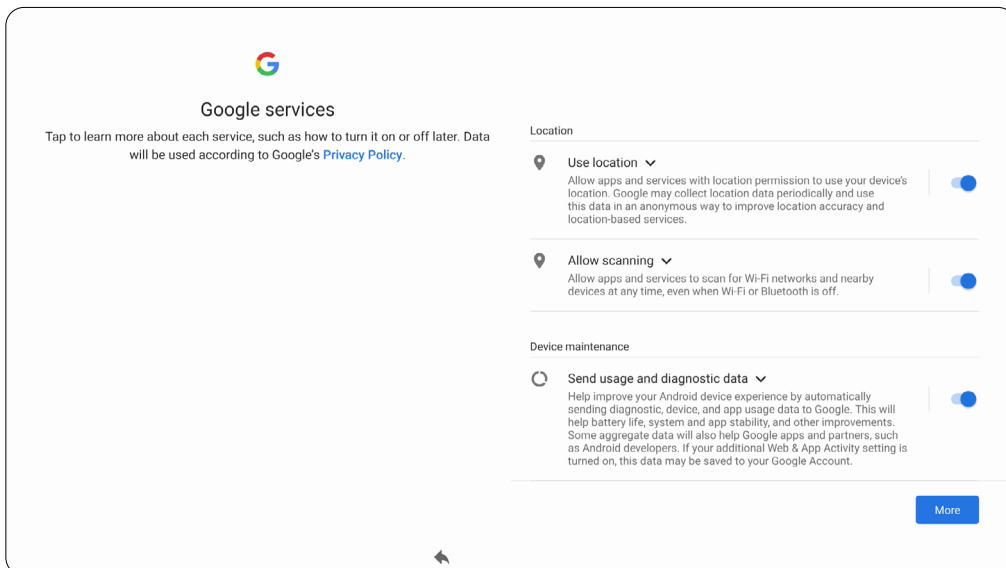 Google services
Tap to learn more about each service, such as how to turn it on or off later. Data
will be used according to Google's Privacy Policy.
Location
Use location
Allow apps and services with location permission to use your device's
location. Google may collect location data periodically and use
this data in an anonymous way to improve location accuracy and
location-based services.
Allow scanning
Allow apps and services to scan for Wi-Fi networks and nearby
devices at any time, even when Wi-Fi or Bluetooth is off.
Device maintenance
Send usage and diagnostic data
Help improve your Android device experience by automatically
sending diagnostic, device, and app usage data to Google. This will
help battery life, system and app stability, and other improvements.
Some aggregate data will also help Google apps and partners, such
as Android developers. If your additional Web & App Activity setting is
turned on, this data may be saved to your Google Account.
More